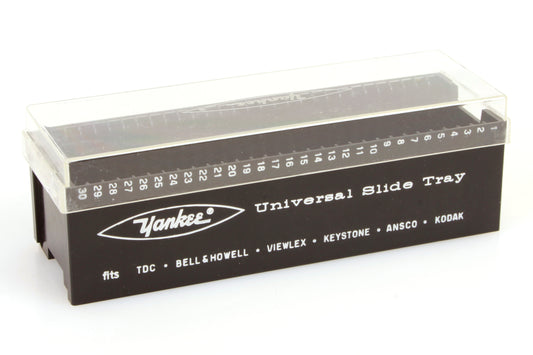 Yankee
30 29 28 27 26 25 24 23 22 21 20 19 18 17 16 15 14 13 12 11 10 9 8 7 6 5 4 3 2 1
Yankee® Universal Slide Tray
fits TDC • BELL & HOWELL • VIEWLEX • KEYSTONE • ANSCO • KODAK